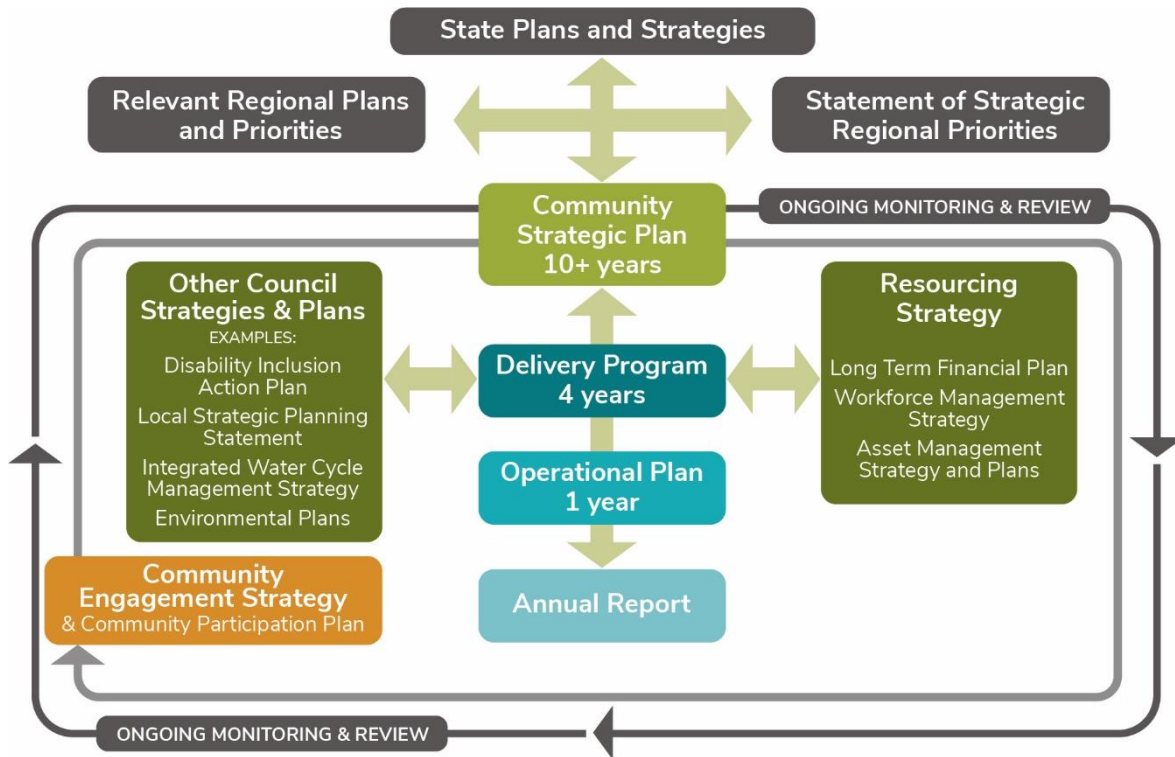 State Plans and Strategies
Relevant Regional Plans
and Priorities
Statement of Strategic
Regional Priorities
Community
Strategic Plan
10+ years
ONGOING MONITORING & REVIEW
Other Council
Strategies & Plans
EXAMPLES:
Disability Inclusion
Action Plan
Local Strategic Planning
Statement
Integrated Water Cycle
Management Strategy
Environmental Plans
Delivery Program
4 years
Resourcing
Strategy
Long Term Financial Plan
Workforce Management
Strategy
Asset Management
Strategy and Plans
Operational Plan
1 year
Community
Engagement Strategy
& Community Participation Plan
Annual Report
ONGOING MONITORING & REVIEW